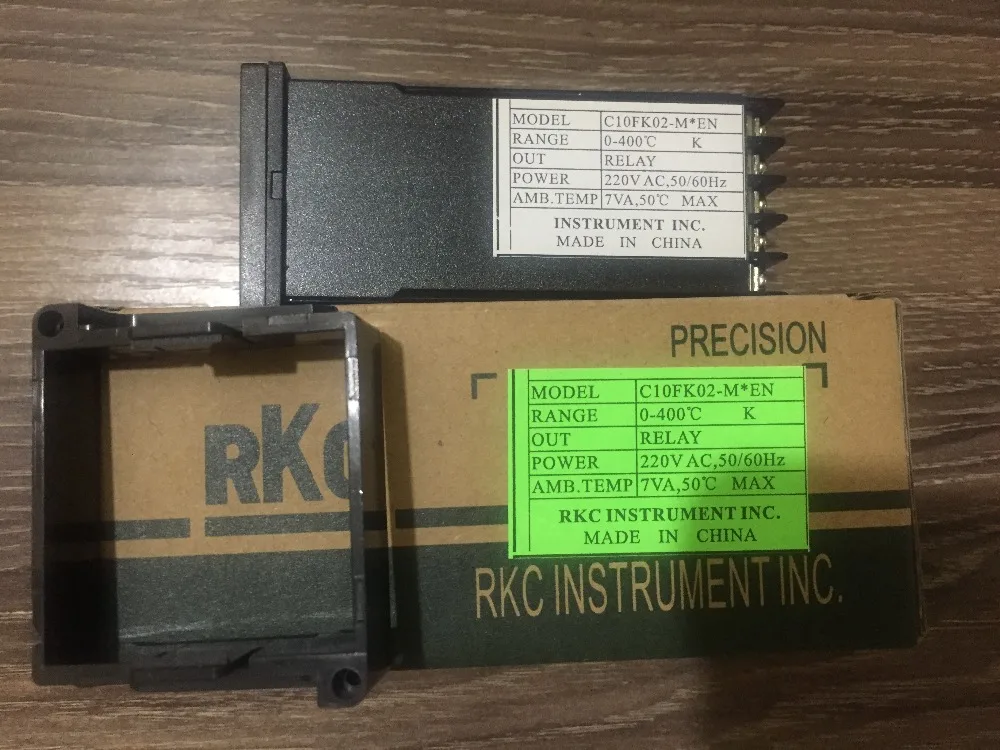 MODEL C10FK02-M*EN
RANGE 0-400℃ K
OUT RELAY
POWER 220V AC,50/60Hz
AMB.TEMP 7VA,50℃ MAX
INSTRUMENT INC.
MADE IN CHINA
PRECISION
RKC
MODEL C10FK02-M*EN
RANGE 0-400℃ K
OUT RELAY
POWER 220V AC,50/60Hz
AMB.TEMP 7VA,50℃ MAX
RKC INSTRUMENT INC.
MADE IN CHINA
RKC INSTRUMENT INC.